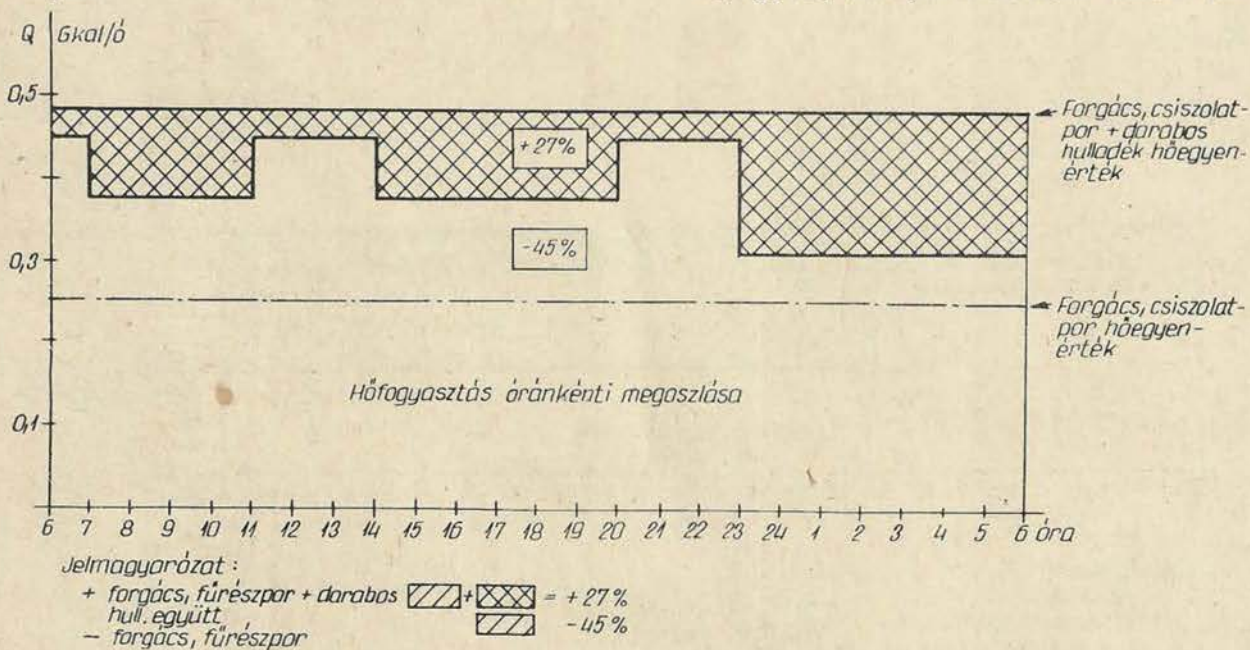 Q Gkal/ó
0,5
0,3
0,1
+27%
-45%
Forgács, csiszolat-
por + darabos
hulladék hőegyen-
érték
Forgács, csiszolat-
por hőegyen-
érték
Hőfogyasztás óránkénti megoszlása
6 7 8 9 10 11 12 13 14 15 16 17 18 19 20 21 22 23 24 1 2 3 4 5 6 óra
Jelmagyarázat:
+ forgács, fűrészpor + darabos + = +27%
hull. együtt -45%
— forgács, fűrészpor